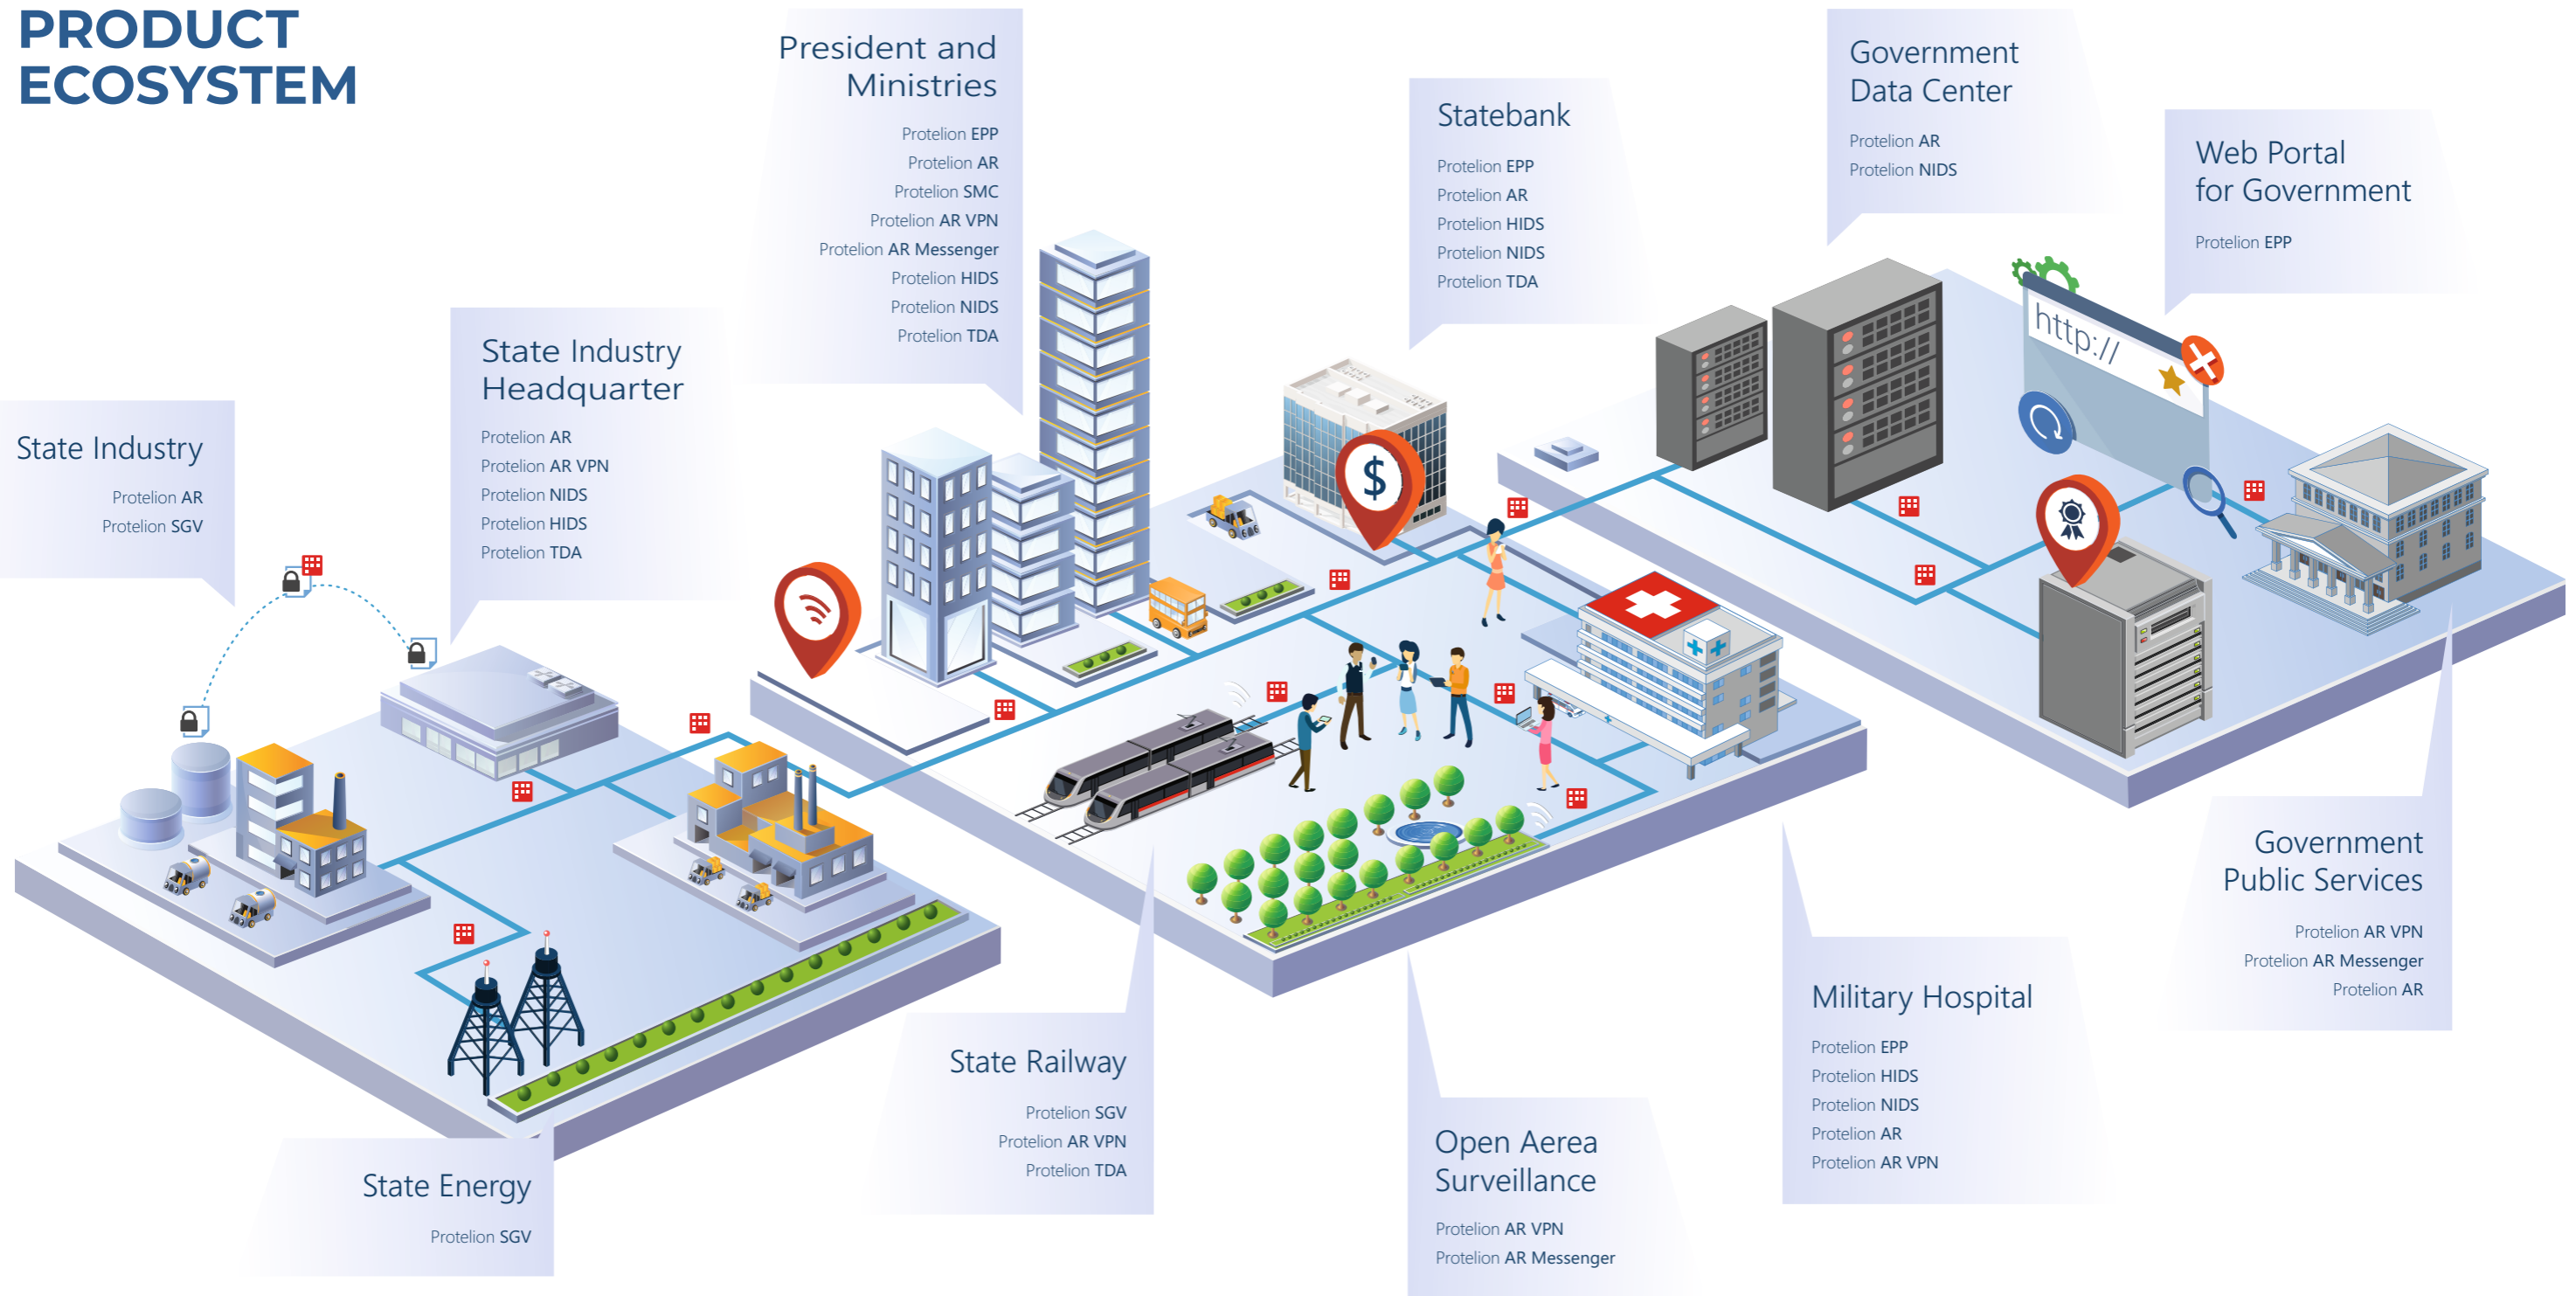 PRODUCT
ECOSYSTEM
State Industry
Protelion AR
Protelion SGV
State Industry
Headquarter
Protelion AR
Protelion AR VPN
Protelion NIDS
Protelion HIDS
Protelion TDA
President and
Ministries
Protelion EPP
Protelion AR
Protelion SMC
Protelion AR VPN
Protelion AR Messenger
Protelion HIDS
Protelion NIDS
Protelion TDA
Statebank
Protelion EPP
Protelion AR
Protelion HIDS
Protelion NIDS
Protelion TDA
Government
Data Center
Protelion AR
Protelion NIDS
Web Portal
for Government
Protelion EPP
http://
$
State Energy
Protelion SGV
State Railway
Protelion SGV
Protelion AR VPN
Protelion TDA
Open Aerea
Surveillance
Protelion AR VPN
Protelion AR Messenger
Military Hospital
Protelion EPP
Protelion HIDS
Protelion NIDS
Protelion AR
Protelion AR VPN
Government
Public Services
Protelion AR VPN
Protelion AR Messenger
Protelion AR